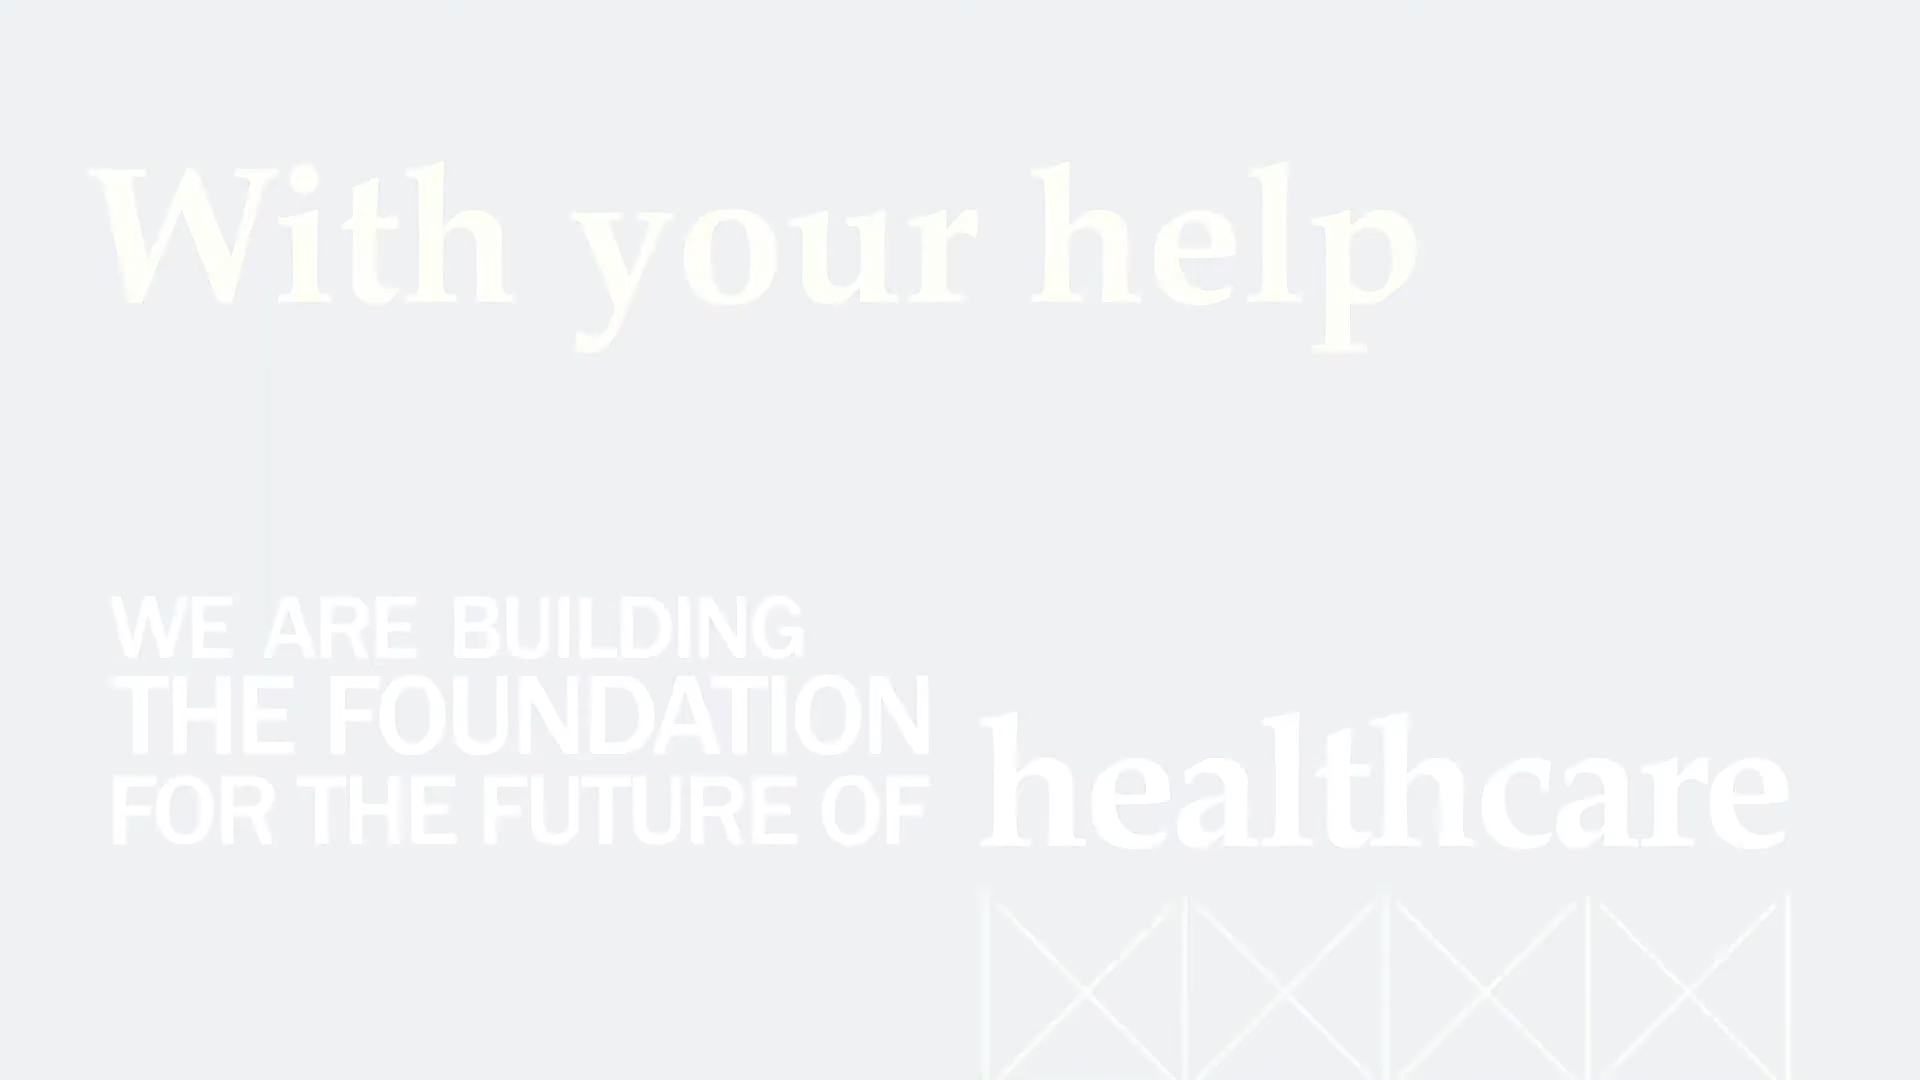 With your help
WE ARE BUILDING
THE FOUNDATION
FOR THE FUTURE OF healthcare